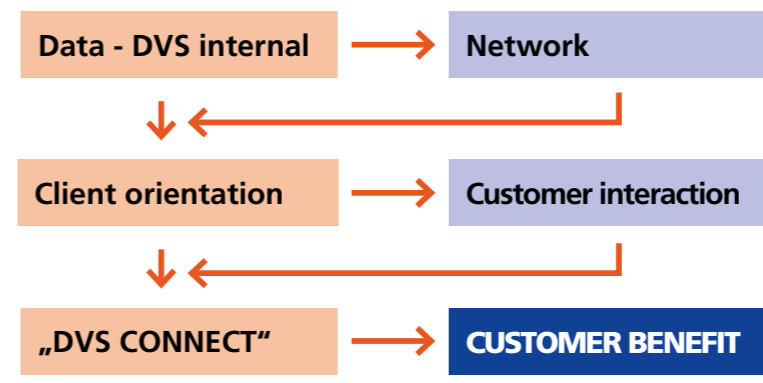 Data - DVS internal
Network
Client orientation
Customer interaction
„DVS CONNECT“
CUSTOMER BENEFIT